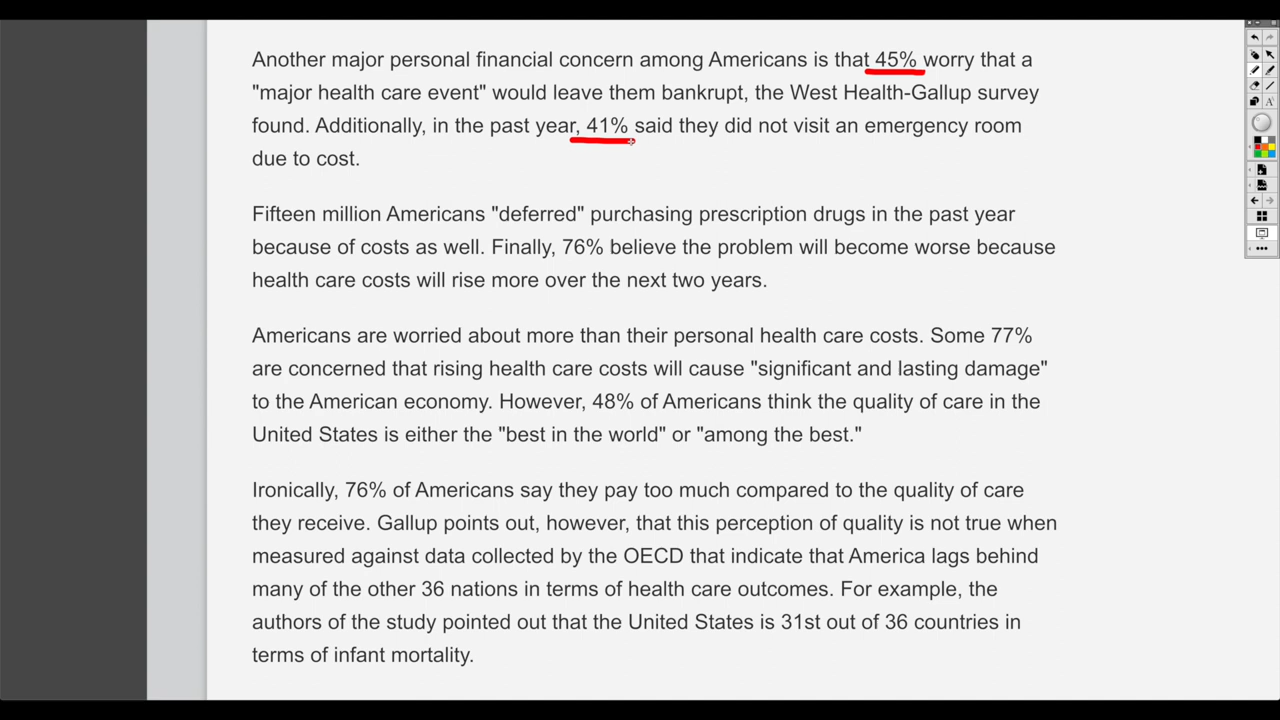 Another major personal financial concern among Americans is that 45% worry that a
"major health care event" would leave them bankrupt, the West Health-Gallup survey
found. Additionally, in the past year, 41% said they did not visit an emergency room
due to cost.
Fifteen million Americans "deferred" purchasing prescription drugs in the past year
because of costs as well. Finally, 76% believe the problem will become worse because
health care costs will rise more over the next two years.
Americans are worried about more than their personal health care costs. Some 77%
are concerned that rising health care costs will cause "significant and lasting damage"
to the American economy. However, 48% of Americans think the quality of care in the
United States is either the "best in the world" or "among the best."
Ironically, 76% of Americans say they pay too much compared to the quality of care
they receive. Gallup points out, however, that this perception of quality is not true when
measured against data collected by the OECD that indicate that America lags behind
many of the other 36 nations in terms of health care outcomes. For example, the
authors of the study pointed out that the United States is 31st out of 36 countries in
terms of infant mortality.